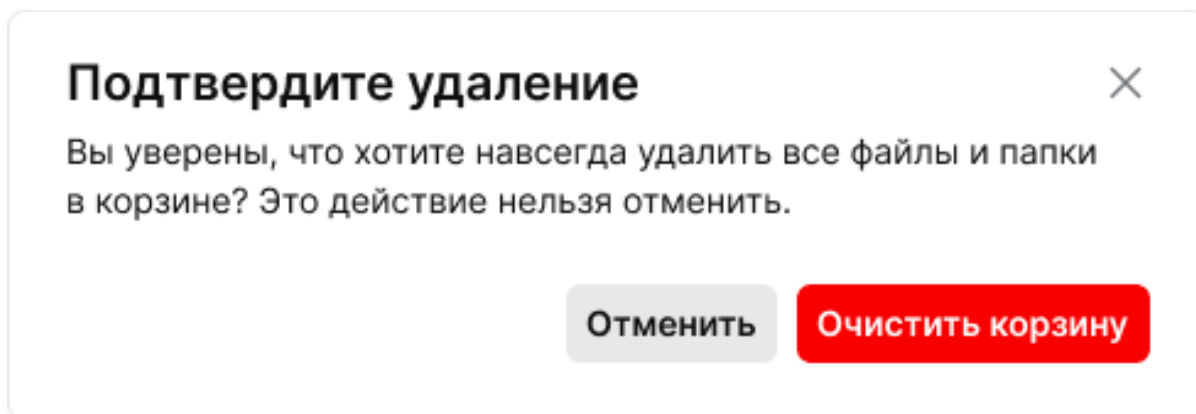 Подтвердите удаление
Вы уверены, что хотите навсегда удалить все файлы и папки
в корзине? Это действие нельзя отменить.
Отменить
Очистить корзину